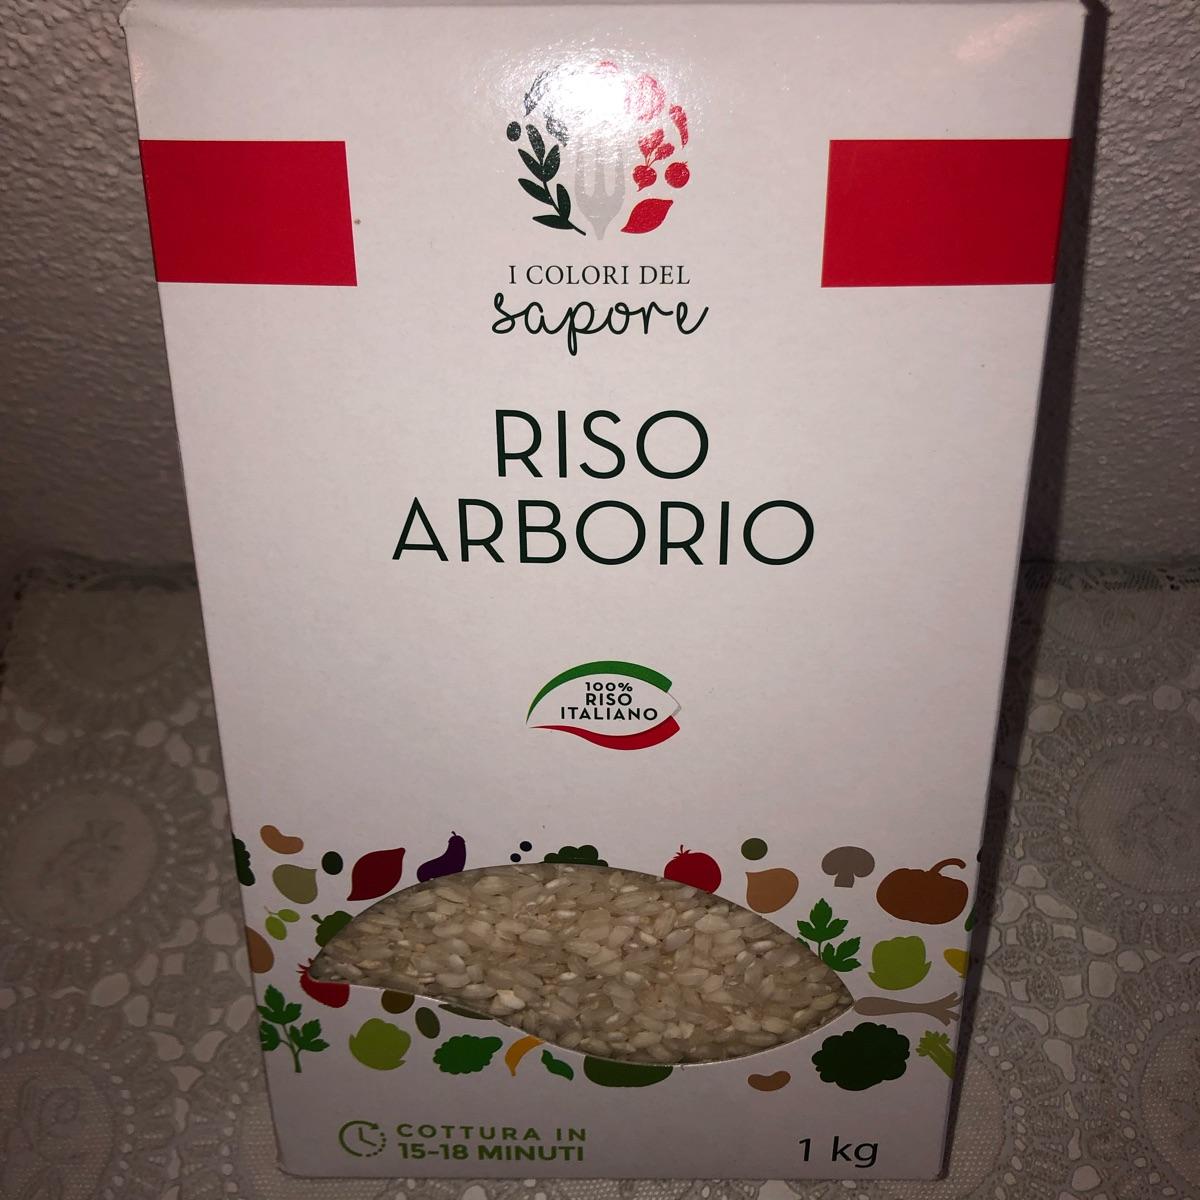 I COLORI DEL
sapore
RISO
ARBORIO
100%
RISO
ITALIANO
COTTURA IN
15-18 MINUTI
1 kg